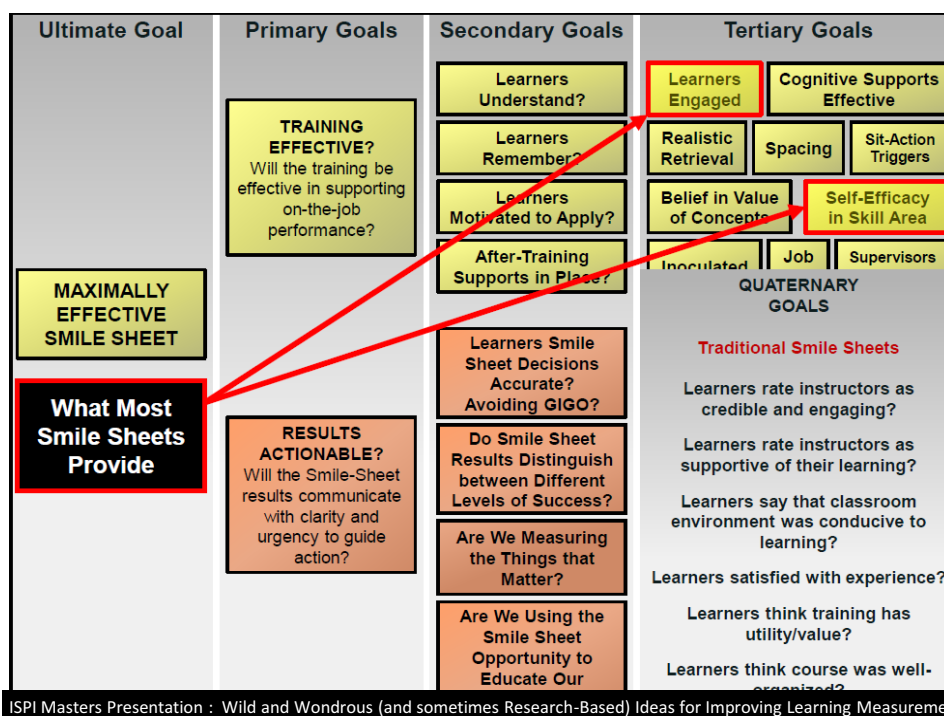 Ultimate Goal
Primary Goals
Secondary Goals
Tertiary Goals
MAXIMALLY
EFFECTIVE
SMILE SHEET
What Most
Smile Sheets
Provide
TRAINING
EFFECTIVE?
Will the training be
effective in supporting
on-the-job
performance?
RESULTS
ACTIONABLE?
Will the Smile-Sheet
results communicate
with clarity and
urgency to guide
action?
Learners
Understand?
Learners
Remember?
Learners
Motivated to Apply?
After-Training
Supports in Place?
Learners Smile
Sheet Decisions
Accurate?
Avoiding GIGO?
Do Smile Sheet
Results Distinguish
between Different
Levels of Success?
Are We Measuring
the Things that
Matter?
Are We Using the
Smile Sheet
Opportunity to
Educate Our
Learners
Engaged
Cognitive Supports
Effective
Realistic
Retrieval
Spacing
Sit-Action
Triggers
Belief in Value
of Concepts
Self-Efficacy
in Skill Area
Inoculated
Job
Supervisors
QUATERNARY
GOALS
Traditional Smile Sheets
Learners rate instructors as
credible and engaging?
Learners rate instructors as
supportive of their learning?
Learners say that classroom
environment was conducive to
learning?
Learners satisfied with experience?
Learners think training has
utility/value?
Learners think course was well-
organized?
ISPI Masters Presentation : Wild and Wondrous (and sometimes Research-Based) Ideas for Improving Learning Measureme